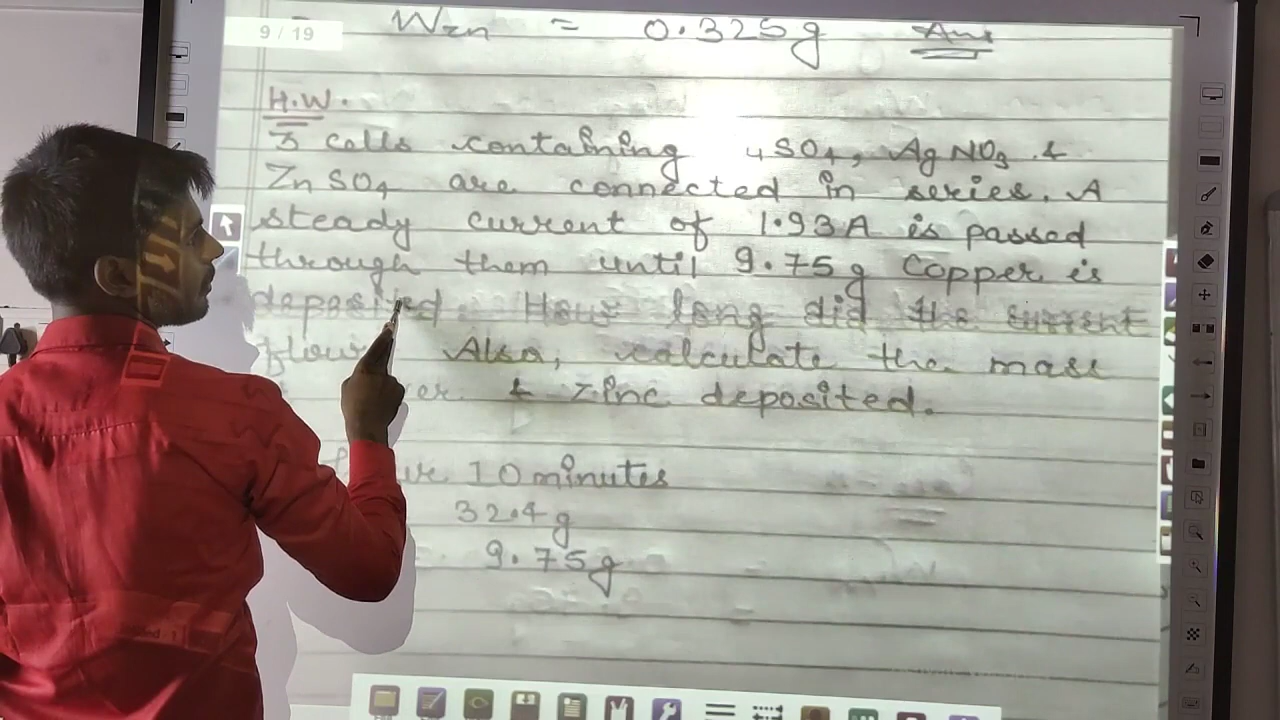 9 / 19
Wzn = 0.325g Ans
H.W.
3 cells containing uSO4, AgNO3 &
ZnSO4 are connected in series. A
steady current of 1.93A is passed
through them until 9.75g Copper is
deposited. How long did the current
flow. Also, calculate the mass
er & Zinc deposited.
10 minutes
32.4g
9.75g